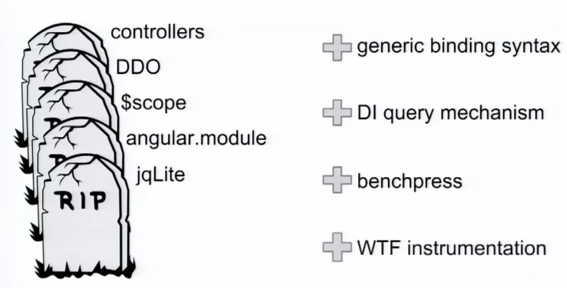 controllers
DDO
$scope
angular.module
jqLite
RIP
generic binding syntax
DI query mechanism
benchpress
WTF instrumentation